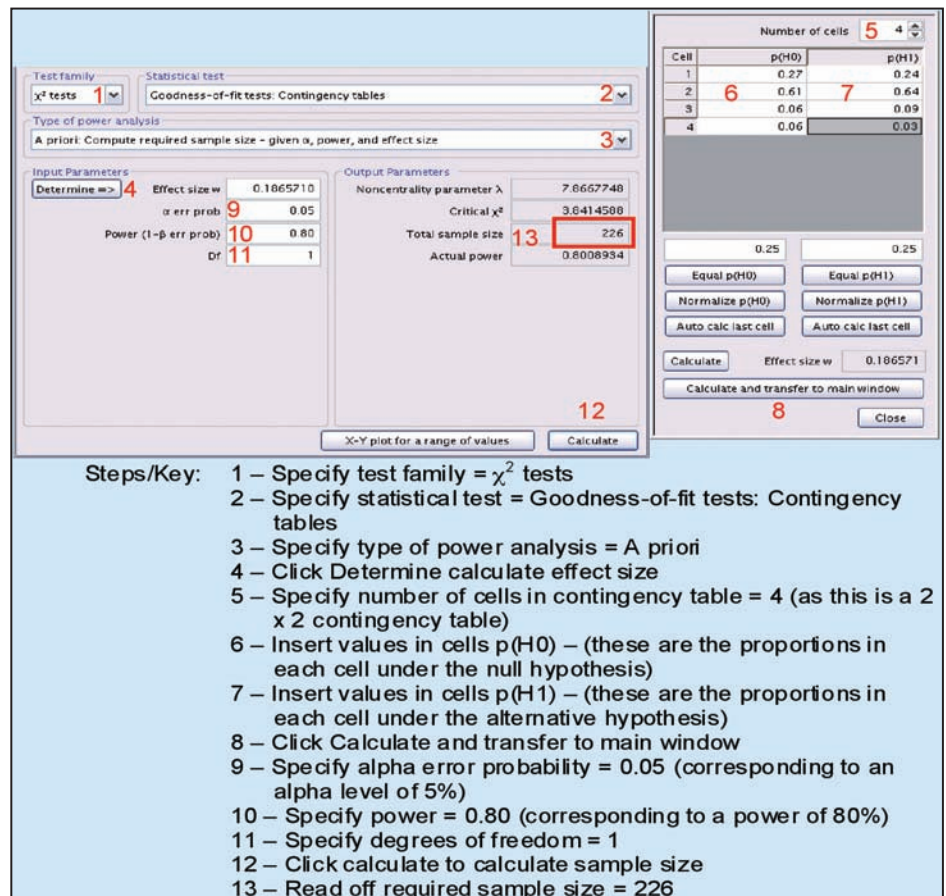 Number of cells 5 4
Cell p(H0) p(H1)
1 0.27 0.24
2 6 0.61 7 0.64
3 0.06 0.09
4 0.06 0.03
0.25 0.25
Equal p(H0) Equal p(H1)
Normalize p(H0) Normalize p(H1)
Auto calc last cell Auto calc last cell
Calculate Effect size w 0.186571
Calculate and transfer to main window
8
Close
Test family Statistical test
χ² tests 1 Goodness-of-fit tests: Contingency tables 2
Type of power analysis
A priori: Compute required sample size - given α, power, and effect size 3
Input Parameters Output Parameters
Determine => 4 Effect size w 0.1865710 Noncentrality parameter λ 7.8667748
α err prob 9 0.05 Critical χ² 3.8414588
Power (1-β err prob) 10 0.80 Total sample size 13 226
Df 11 1 Actual power 0.8008934
12
X-Y plot for a range of values Calculate
Steps/Key: 1 – Specify test family = χ² tests
2 – Specify statistical test = Goodness-of-fit tests: Contingency
tables
3 – Specify type of power analysis = A priori
4 – Click Determine calculate effect size
5 – Specify number of cells in contingency table = 4 (as this is a 2
x 2 contingency table)
6 – Insert values in cells p(H0) – (these are the proportions in
each cell under the null hypothesis)
7 – Insert values in cells p(H1) – (these are the proportions in
each cell under the alternative hypothesis)
8 – Click Calculate and transfer to main window
9 – Specify alpha error probability = 0.05 (corresponding to an
alpha level of 5%)
10 – Specify power = 0.80 (corresponding to a power of 80%)
11 – Specify degrees of freedom = 1
12 – Click calculate to calculate sample size
13 – Read off required sample size = 226